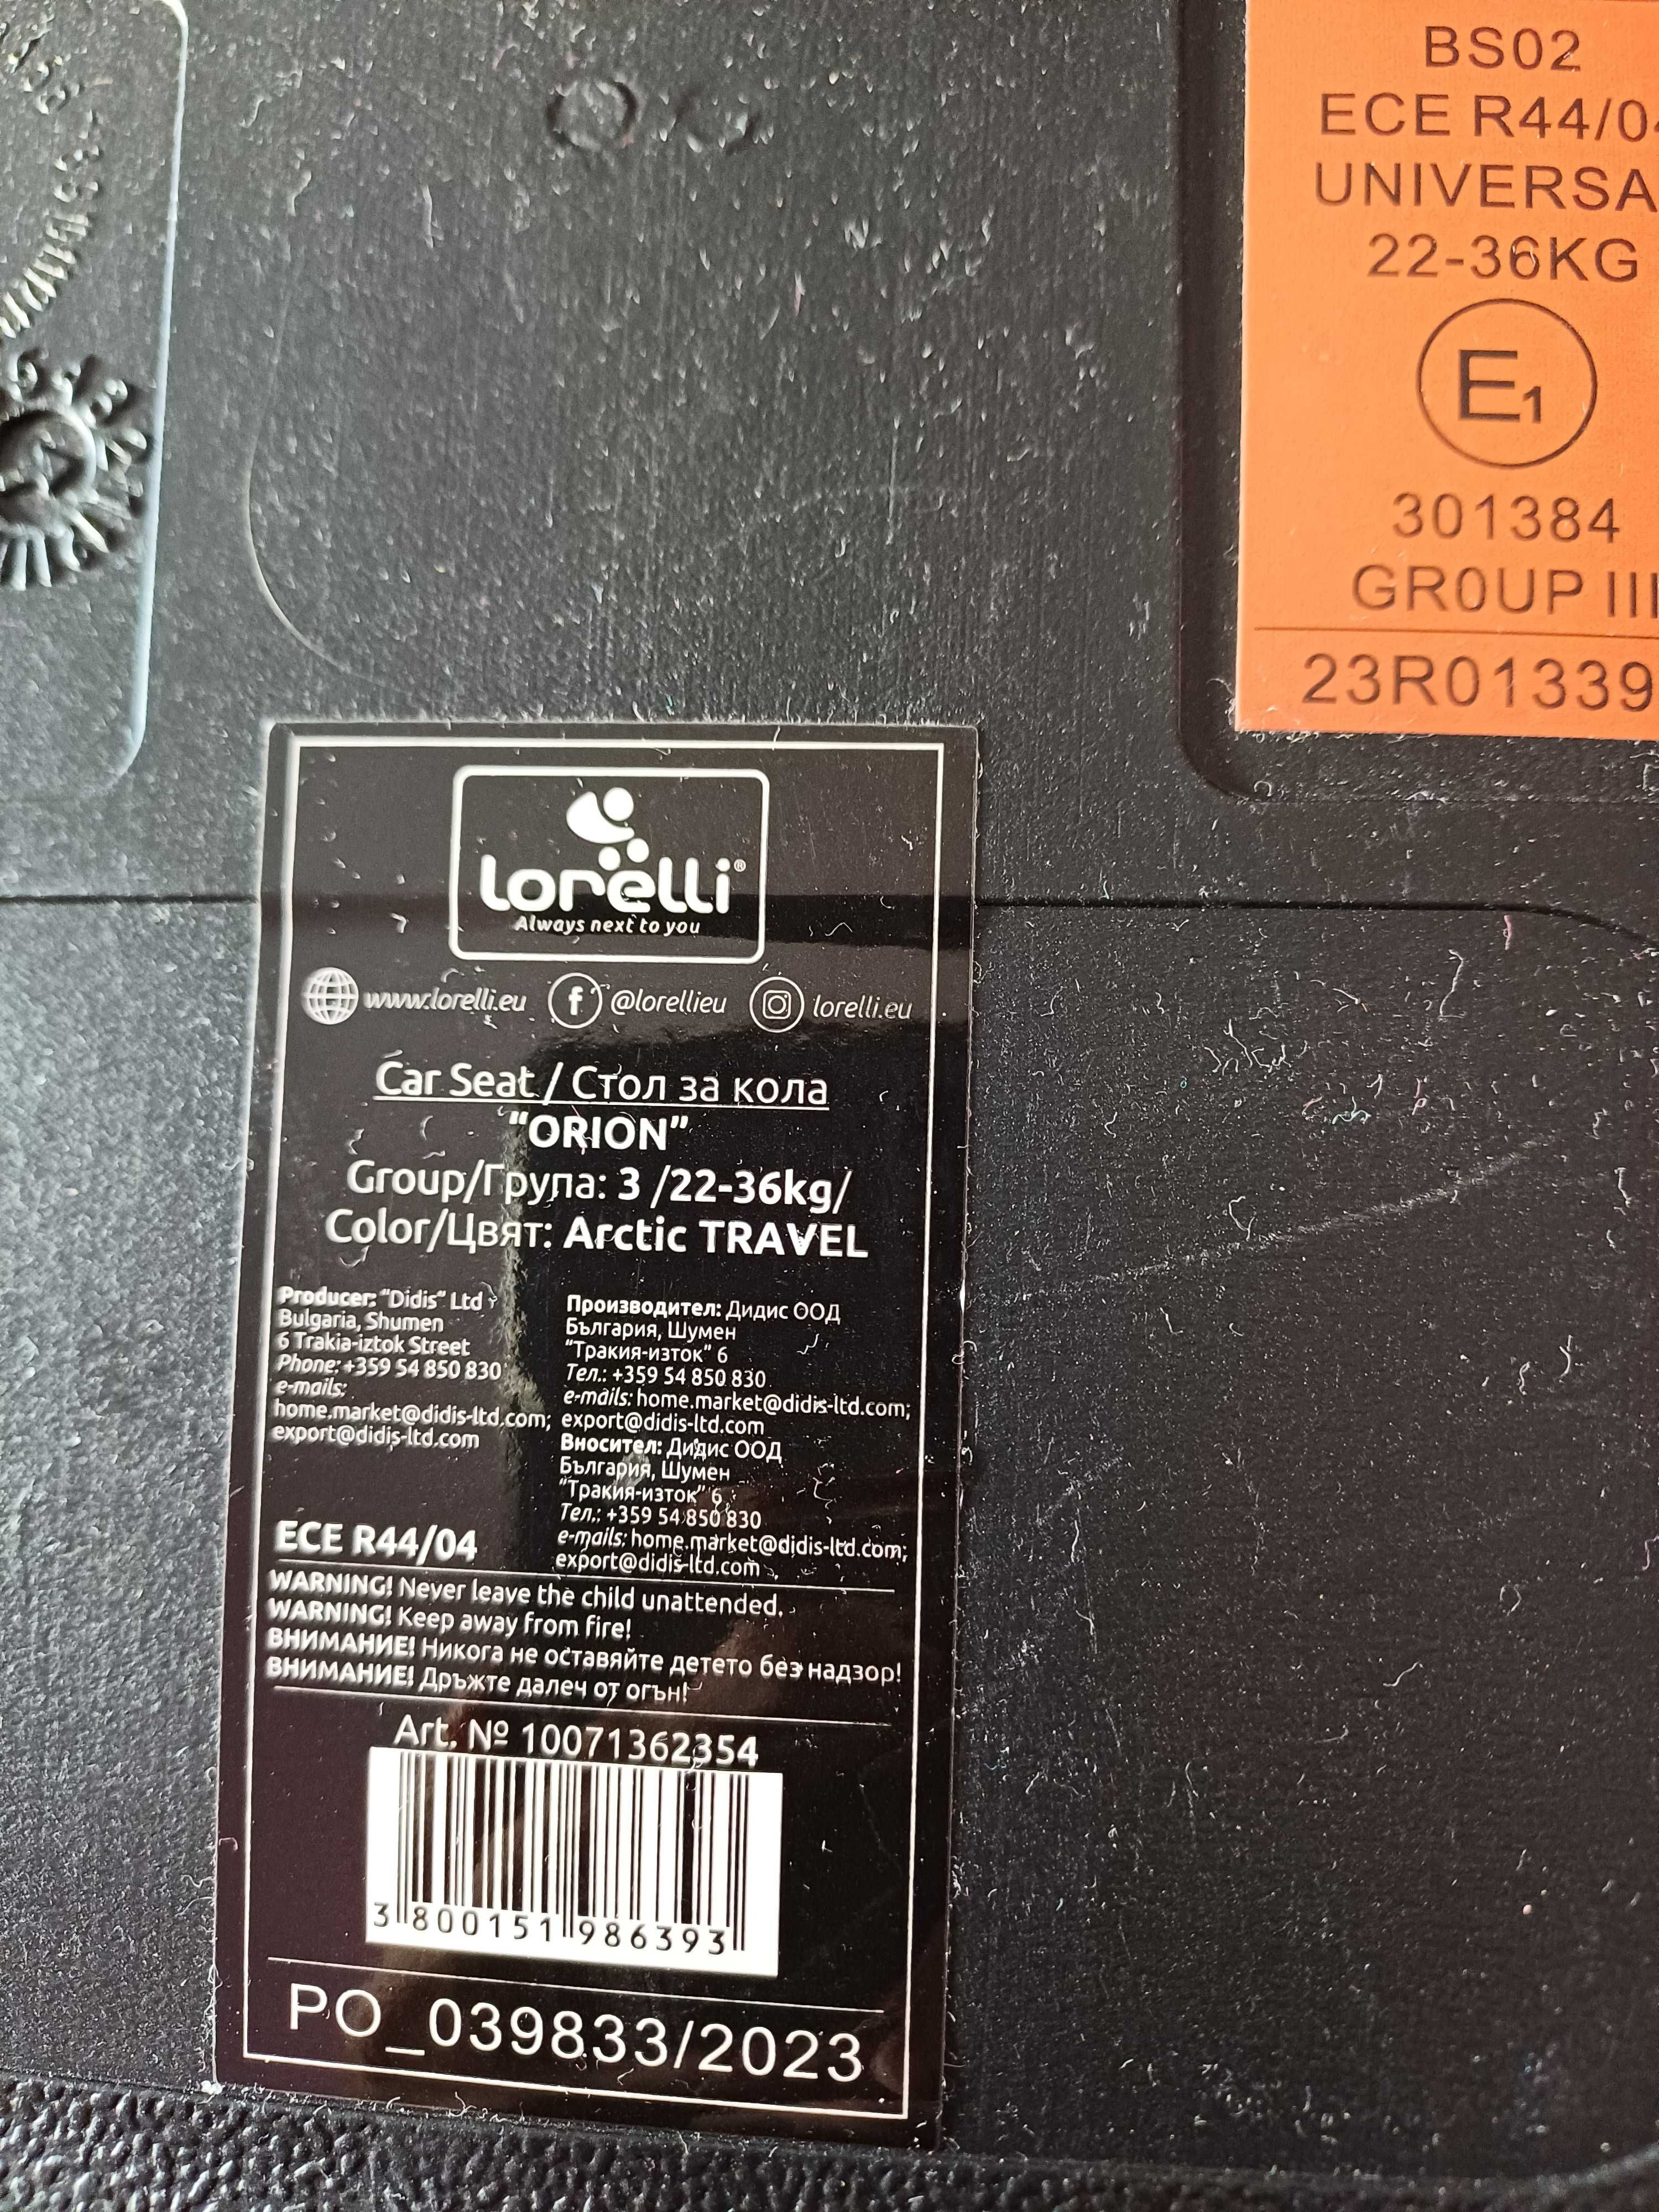 BS02
ECE R44/04
UNIVERSA
22-36KG
E1
301384
GR0UP III
23R01339
lorelli®
Always next to you
www.lorelli.eu f @lorellieu lorelli.eu
Car Seat / Стол за кола
"ORION"
Group/Група: 3 /22-36kg/
Color/Цвят: Arctic TRAVEL
Producer: "Didis" Ltd
Bulgaria, Shumen
6 Trakia-iztok Street
Phone: +359 54 850 830
e-mails:
home.market@didis-ltd.com;
export@didis-ltd.com
ECE R44/04
Производител: Дидис ООД
България, Шумен
"Тракия-изток" 6
Тел.: +359 54 850 830
e-mails: home.market@didis-ltd.com;
export@didis-ltd.com
Вносител: Дидис ООД
България, Шумен
"Тракия-изток" 6
Тел.: +359 54 850 830
e-mails: home.market@didis-ltd.com;
export@didis-ltd.com
WARNING! Never leave the child unattended.
WARNING! Keep away from fire!
ВНИМАНИЕ! Никога не оставяйте детето без надзор!
ВНИМАНИЕ! Дръжте далеч от огън!
Art. № 10071362354
3 800151 986393
PO_039833/2023